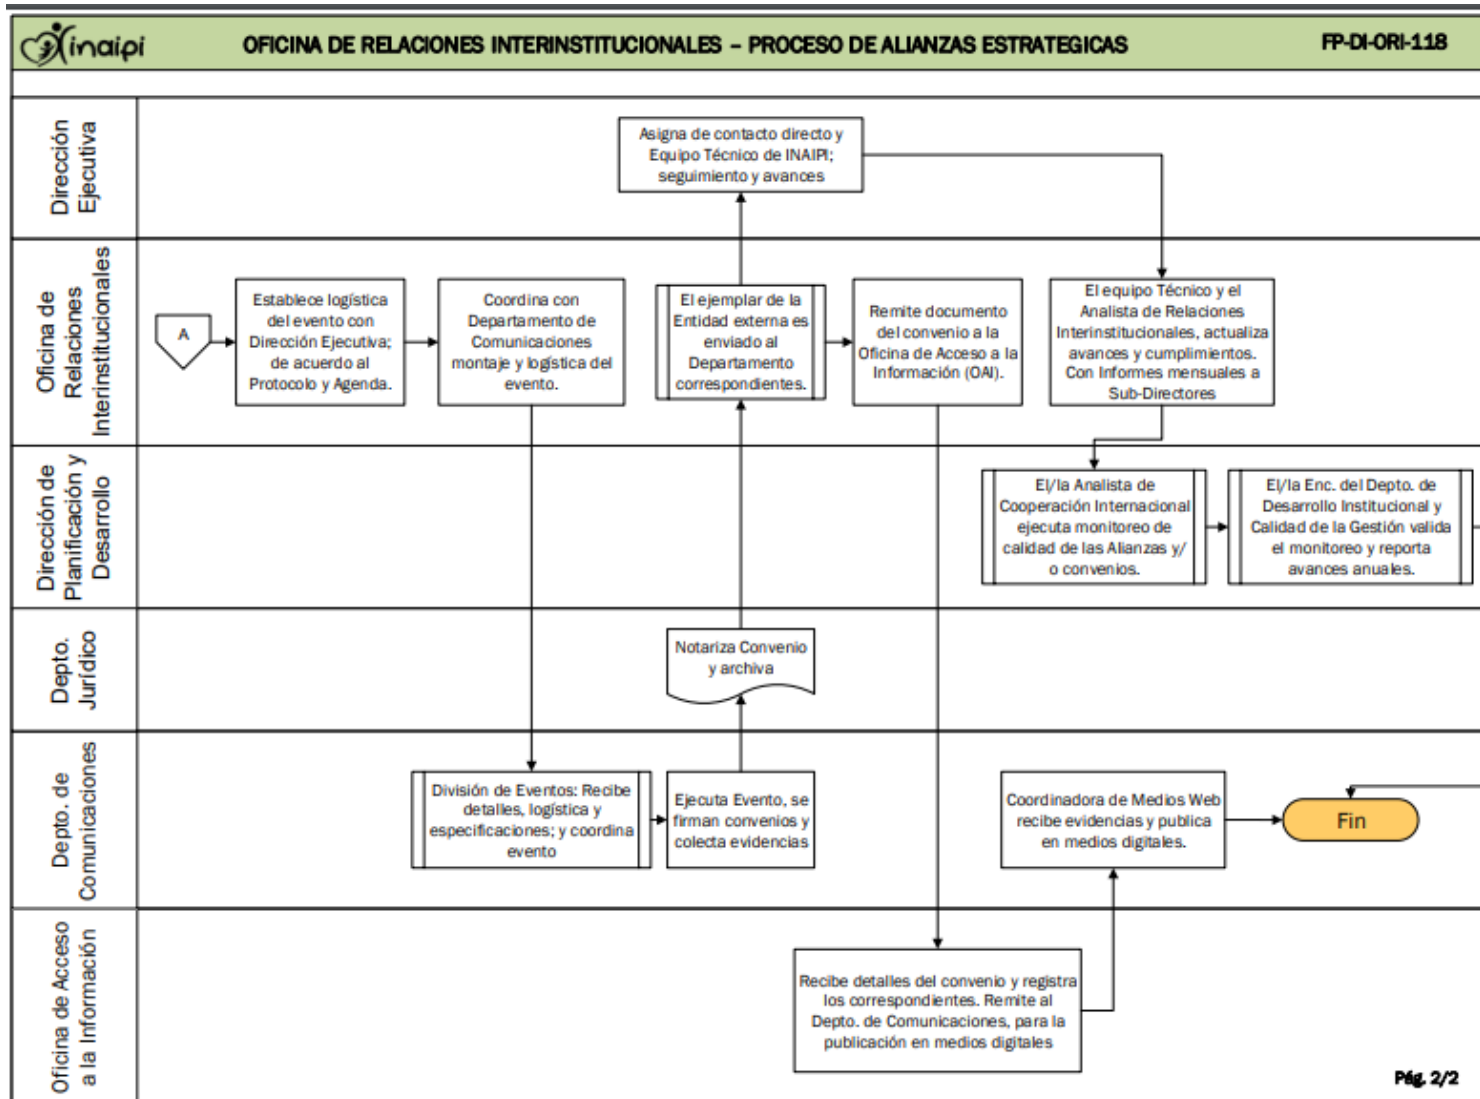 inaipi
OFICINA DE RELACIONES INTERINSTITUCIONALES – PROCESO DE ALIANZAS ESTRATEGICAS
FP-DI-ORI-118
Dirección
Ejecutiva
Asigna de contacto directo y
Equipo Técnico de INAIPI;
seguimiento y avances
Oficina de
Relaciones
Interinstitucionales
A
Establece logística
del evento con
Dirección Ejecutiva;
de acuerdo al
Protocolo y Agenda.
Coordina con
Departamento de
Comunicaciones
montaje y logística del
evento.
El ejemplar de la
Entidad externa es
enviado al
Departamento
correspondientes.
Remite documento
del convenio a la
Oficina de Acceso a la
Información (OAI).
El equipo Técnico y el
Analista de Relaciones
Interinstitucionales, actualiza
avances y cumplimientos.
Con Informes mensuales a
Sub-Directores
Dirección de
Planificación y
Desarrollo
El/la Analista de
Cooperación Internacional
ejecuta monitoreo de
calidad de las Alianzas y/
o convenios.
El/la Enc. del Depto. de
Desarrollo Institucional y
Calidad de la Gestión valida
el monitoreo y reporta
avances anuales.
Depto.
Jurídico
Notariza Convenio
y archiva
Depto. de
Comunicaciones
División de Eventos: Recibe
detalles, logística y
especificaciones; y coordina
evento
Ejecuta Evento, se
firman convenios y
colecta evidencias
Coordinadora de Medios Web
recibe evidencias y publica
en medios digitales.
Fin
Oficina de Acceso
a la Información
Recibe detalles del convenio y registra
los correspondientes. Remite al
Depto. de Comunicaciones, para la
publicación en medios digitales
Pág. 2/2